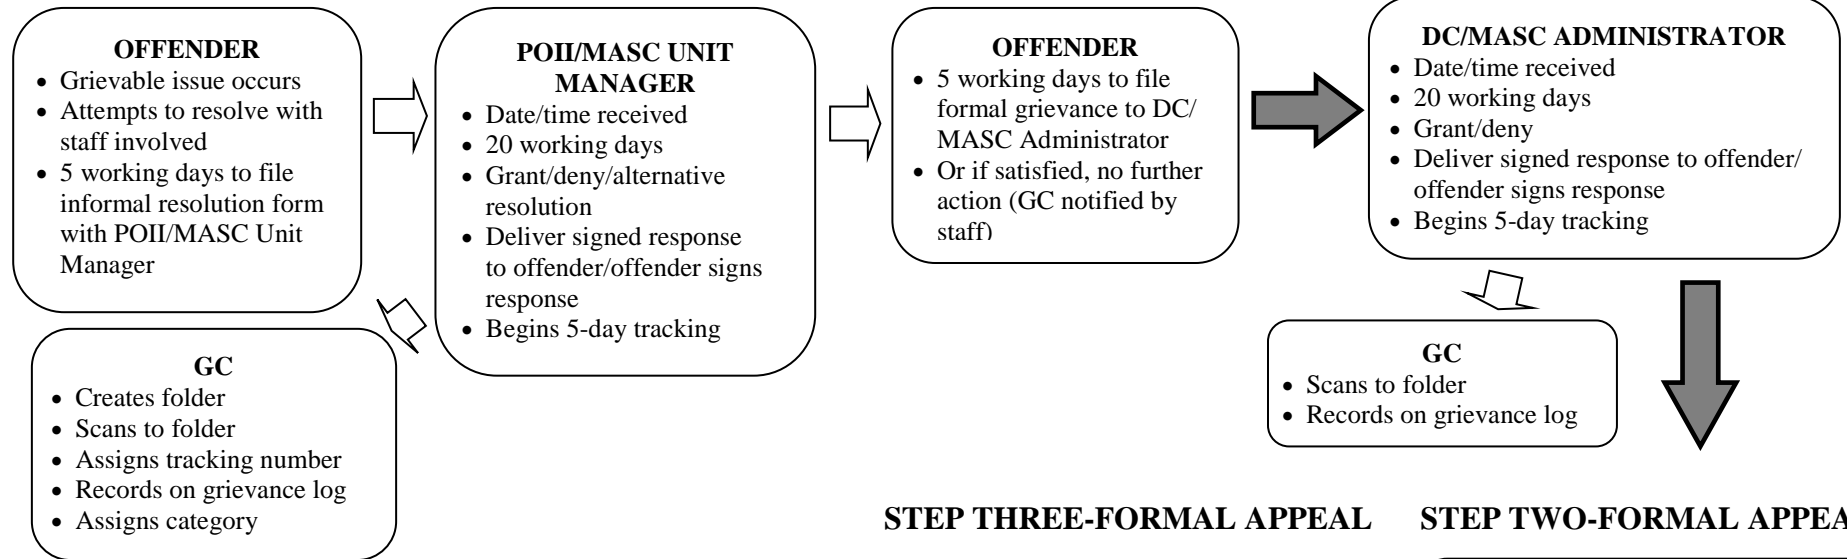 OFFENDER
• Grievable issue occurs
• Attempts to resolve with
staff involved
• 5 working days to file
informal resolution form
with POII/MASC Unit
Manager
POII/MASC UNIT
MANAGER
• Date/time received
• 20 working days
• Grant/deny/alternative
resolution
• Deliver signed response
to offender/offender signs
response
• Begins 5-day tracking
OFFENDER
• 5 working days to file
formal grievance to DC/
MASC Administrator
• Or if satisfied, no further
action (GC notified by
staff)
DC/MASC ADMINISTRATOR
• Date/time received
• 20 working days
• Grant/deny
• Deliver signed response to offender/
offender signs response
• Begins 5-day tracking
GC
• Creates folder
• Scans to folder
• Assigns tracking number
• Records on grievance log
• Assigns category
GC
• Scans to folder
• Records on grievance log
STEP THREE-FORMAL APPEAL
STEP TWO-FORMAL APPEA